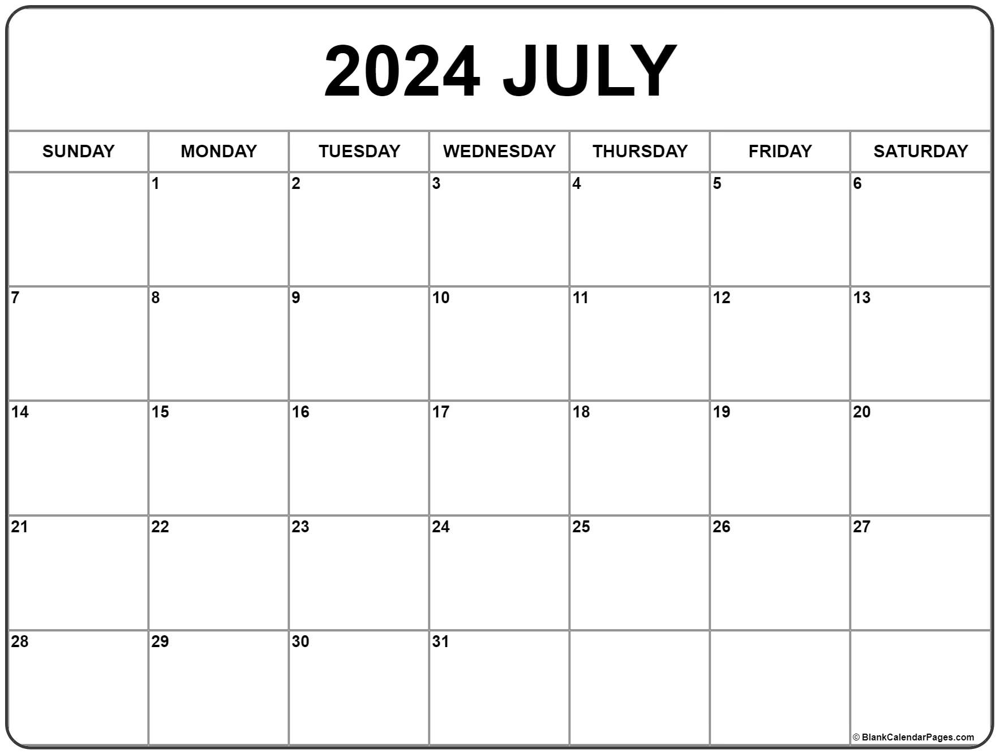 2024 JULY
SUNDAY MONDAY TUESDAY WEDNESDAY THURSDAY FRIDAY SATURDAY
1 2 3 4 5 6
7 8 9 10 11 12 13
14 15 16 17 18 19 20
21 22 23 24 25 26 27
28 29 30 31
© BlankCalendarPages.com